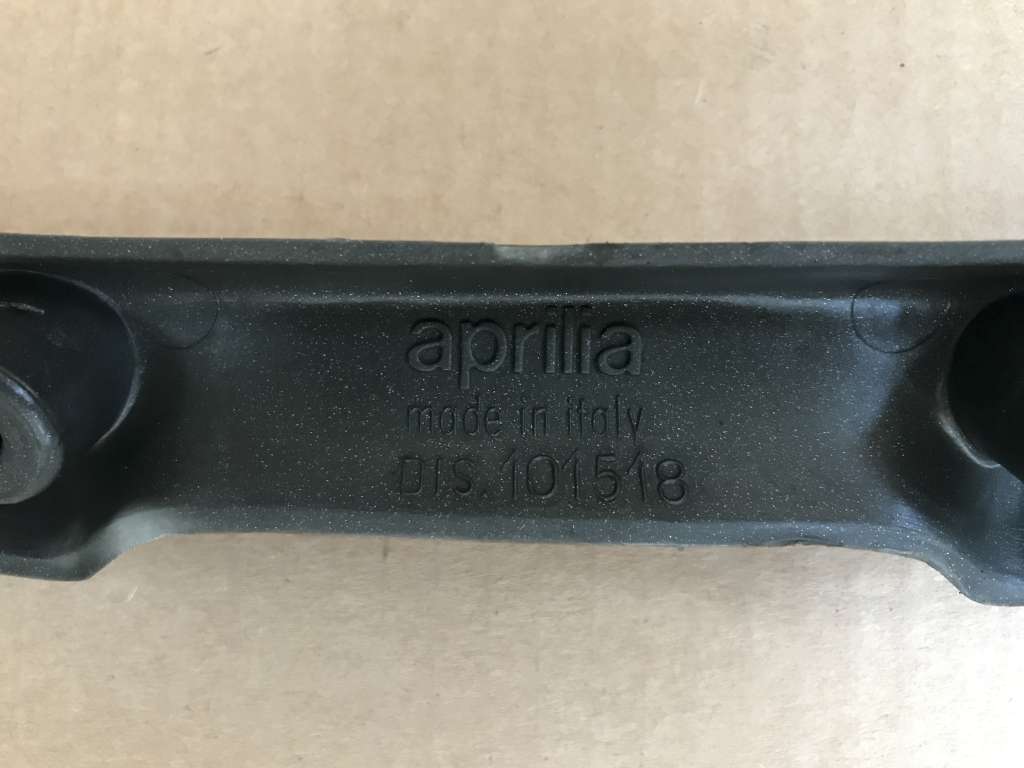 aprilia
made in italy
DIS. 101518